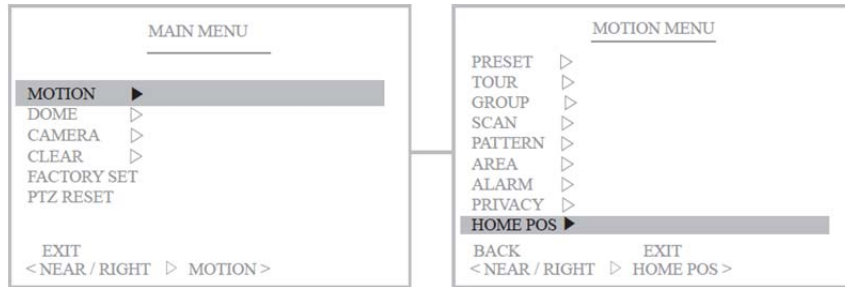 MAIN MENU
MOTION ▶
DOME ▷
CAMERA ▷
CLEAR ▷
FACTORY SET
PTZ RESET
EXIT
< NEAR / RIGHT ▷ MOTION >
MOTION MENU
PRESET ▷
TOUR ▷
GROUP ▷
SCAN ▷
PATTERN ▷
AREA ▷
ALARM ▷
PRIVACY ▷
HOME POS ▶
BACK EXIT
< NEAR / RIGHT ▷ HOME POS >